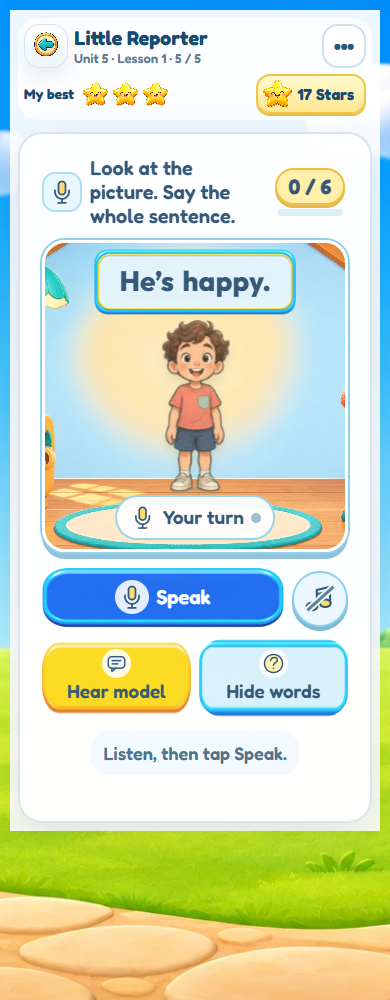 Little Reporter
Unit 5 · Lesson 1 · 5 / 5
My best
17 Stars
Look at the
picture. Say the
whole sentence.
0 / 6
He's happy.
Your turn
Speak
Hear model
Hide words
Listen, then tap Speak.